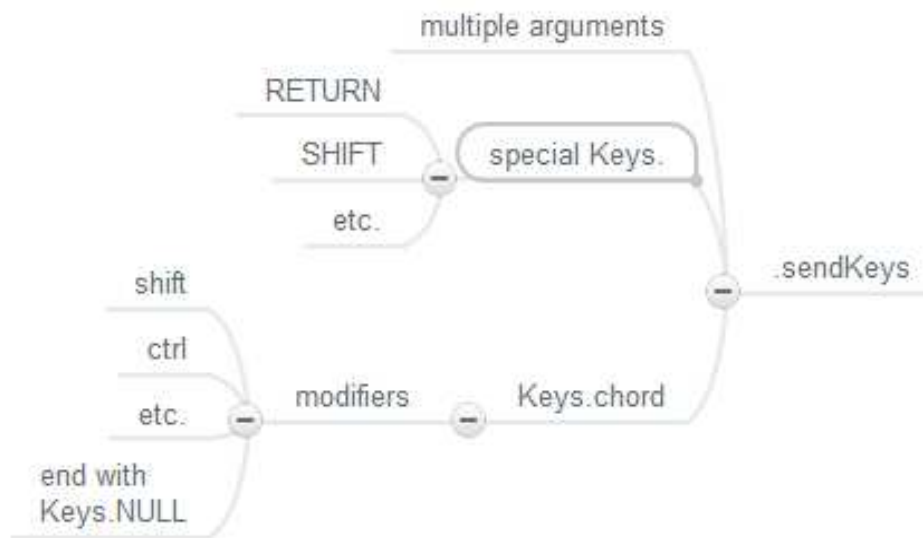 multiple arguments
RETURN
SHIFT
special Keys.
etc.
.sendKeys
shift
ctrl
modifiers
Keys.chord
etc.
end with
Keys.NULL